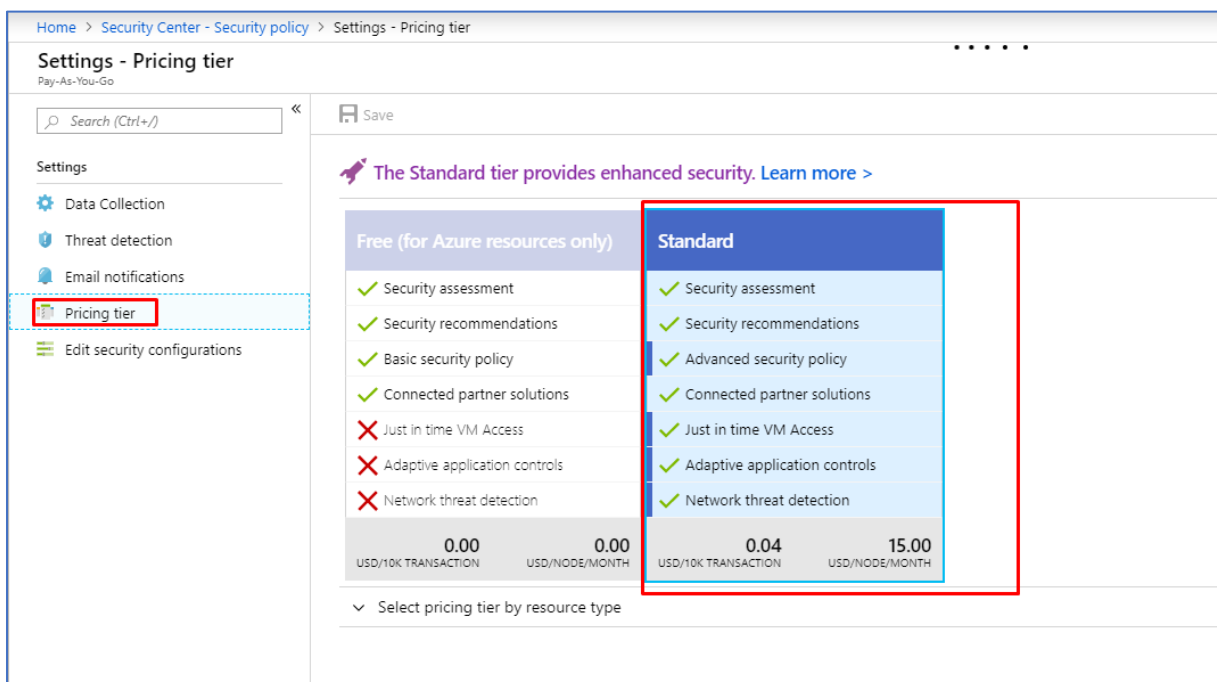 Home > Security Center - Security policy > Settings - Pricing tier
Settings - Pricing tier
Pay-As-You-Go
Search (Ctrl+/)
«
Settings
Data Collection
Threat detection
Email notifications
Pricing tier
Edit security configurations
Save
The Standard tier provides enhanced security. Learn more >
Free (for Azure resources only)
Security assessment
Security recommendations
Basic security policy
Connected partner solutions
Just in time VM Access
Adaptive application controls
Network threat detection
0.00 0.00
USD/10K TRANSACTION USD/NODE/MONTH
Standard
Security assessment
Security recommendations
Advanced security policy
Connected partner solutions
Just in time VM Access
Adaptive application controls
Network threat detection
0.04 15.00
USD/10K TRANSACTION USD/NODE/MONTH
Select pricing tier by resource type